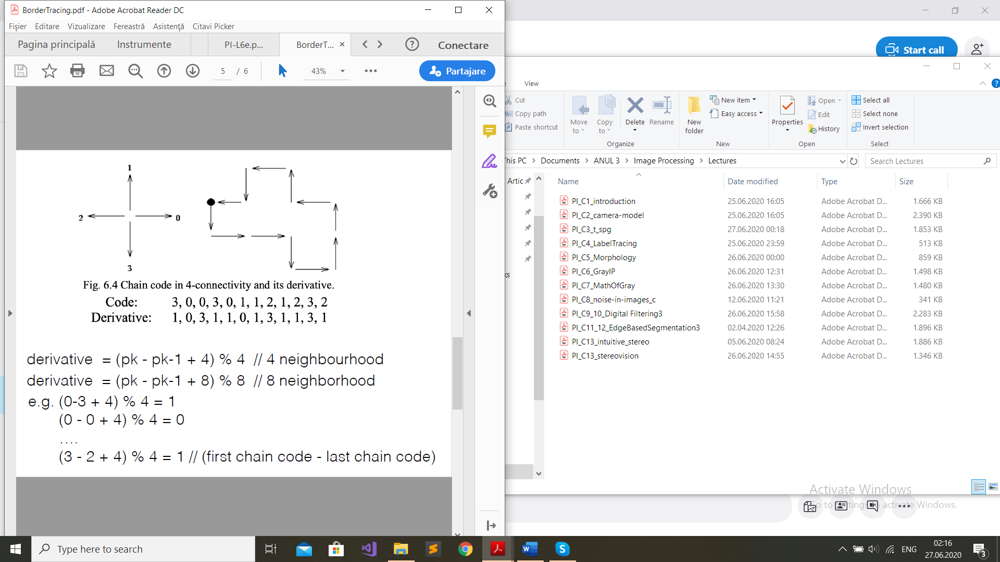 BorderTracing.pdf - Adobe Acrobat Reader DC
Fişier Editare Vizualizare Fereastră Asistenţă Citavi Picker
Pagina principală Instrumente PI-L6e.p... BorderT... Conectare
5 / 6 43% Partajare
1
2 0
3
Fig. 6.4 Chain code in 4-connectivity and its derivative.
Code: 3, 0, 0, 3, 0, 1, 1, 2, 1, 2, 3, 2
Derivative: 1, 0, 3, 1, 1, 0, 1, 3, 1, 1, 3, 1
derivative = (pk - pk-1 + 4) % 4 // 4 neighbourhood
derivative = (pk - pk-1 + 8) % 8 // 8 neighborhood
e.g. (0-3 + 4) % 4 = 1
(0 - 0 + 4) % 4 = 0
....
(3 - 2 + 4) % 4 = 1 // (first chain code - last chain code)
Start call
View
Cut
Copy path
Paste shortcut
Move to
Copy to
Delete
Rename
Organize
New folder
New item
Easy access
New
Properties
Open
Edit
History
Open
Select all
Select none
Invert selection
Select
This PC Documents ANUL 3 Image Processing Lectures
Search Lectures
Artic
ks
Name Date modified Type Size
PI_C1_introduction 25.06.2020 16:05 Adobe Acrobat D... 1.666 KB
PI_C2_camera-model 25.06.2020 16:05 Adobe Acrobat D... 2.390 KB
PI_C3_t_spg 27.06.2020 00:18 Adobe Acrobat D... 1.853 KB
PI_C4_LabelTracing 25.06.2020 23:59 Adobe Acrobat D... 513 KB
PI_C5_Morphology 26.06.2020 00:00 Adobe Acrobat D... 859 KB
PI_C6_GrayIP 26.06.2020 12:31 Adobe Acrobat D... 1.498 KB
PI_C7_MathOfGray 26.06.2020 13:30 Adobe Acrobat D... 1.480 KB
PI_C8_noise-in-images_c 12.06.2020 11:21 Adobe Acrobat D... 341 KB
PI_C9_10_Digital Filtering3 26.06.2020 15:58 Adobe Acrobat D... 2.283 KB
PI_C11_12_EdgeBasedSegmentation3 02.04.2020 12:26 Adobe Acrobat D... 1.896 KB
PI_C13_intuitive_stereo 05.06.2020 08:24 Adobe Acrobat D... 1.886 KB
PI_C13_stereovision 26.06.2020 14:55 Adobe Acrobat D... 1.346 KB
Activate Windows
Go to Settings to activate Windows.
Type here to search
ENG
02:16
27.06.2020
3